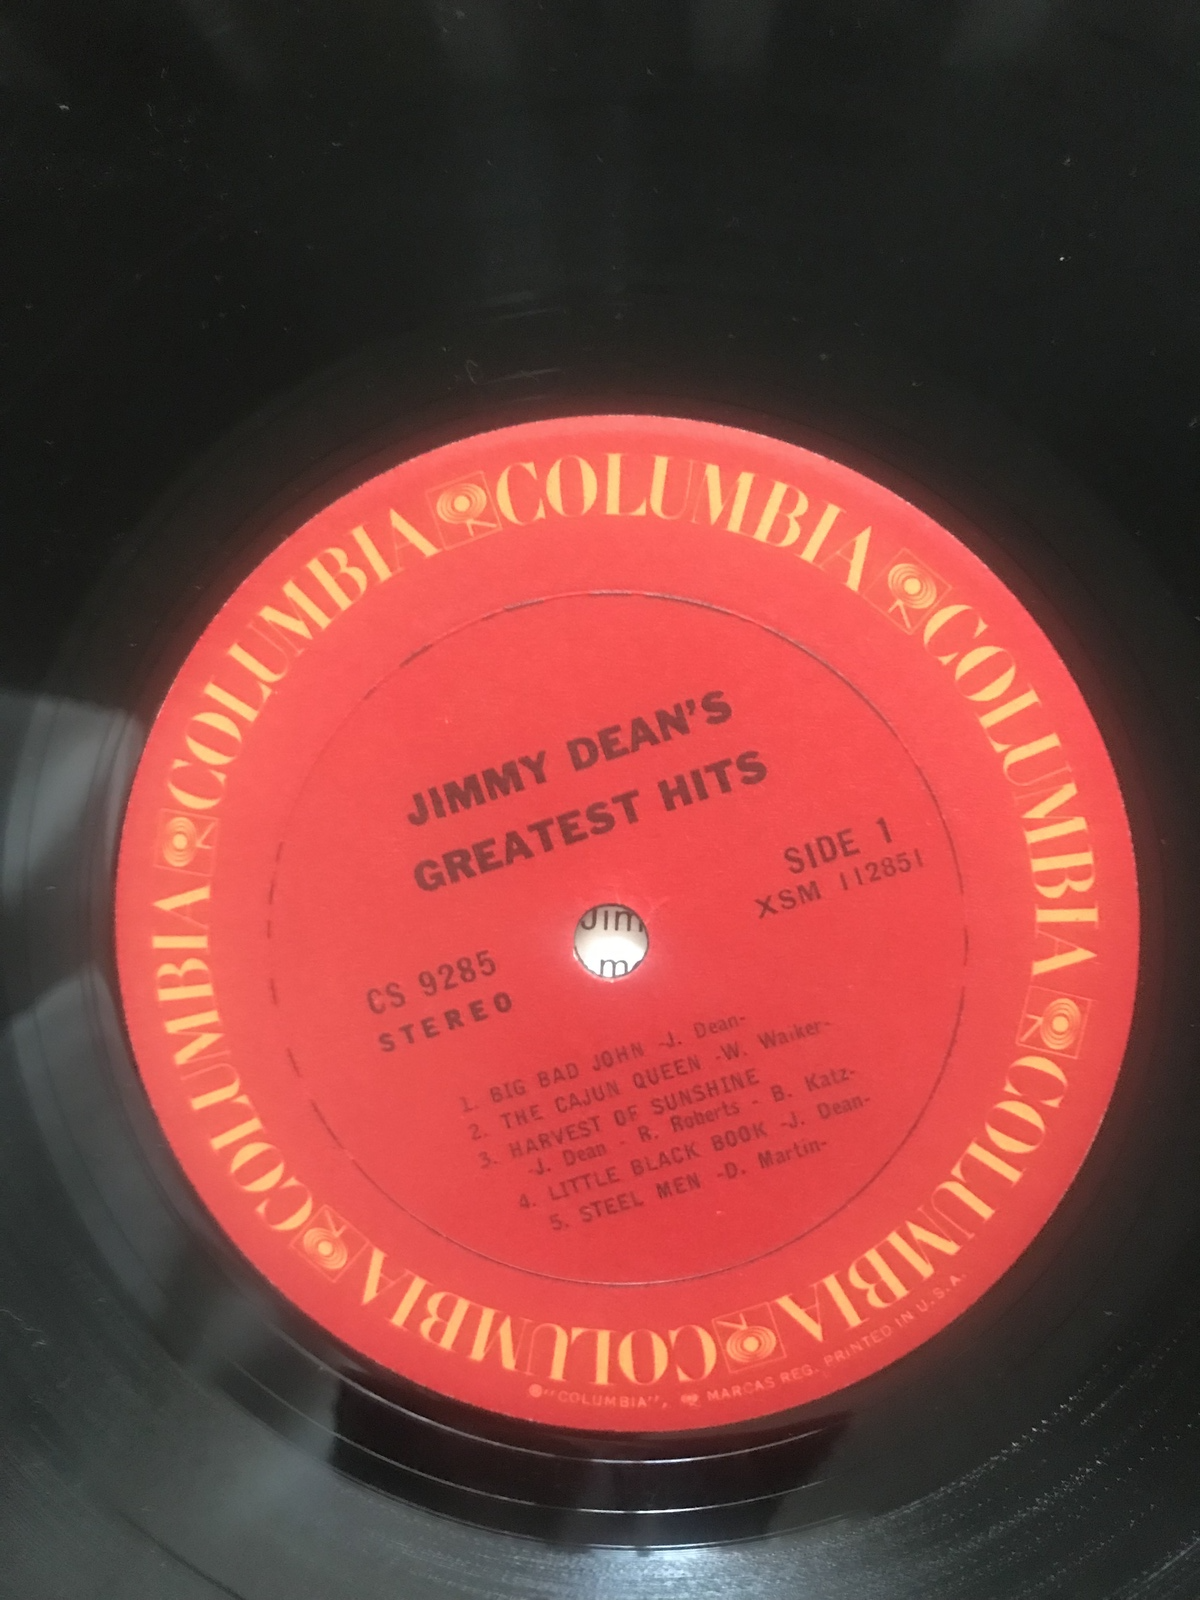 COLUMBIA COLUMBIA COLUMBIA COLUMBIA COLUMBIA COLUMBIA
JIMMY DEAN'S
GREATEST HITS
SIDE 1
XSM 112851
CS 9285
STEREO
1. BIG BAD JOHN -J. Dean-
2. THE CAJUN QUEEN -W. Walker-
3. HARVEST OF SUNSHINE
-J. Dean - R. Roberts - B. Katz-
4. LITTLE BLACK BOOK -J. Dean-
5. STEEL MEN -D. Martin-
®"COLUMBIA", MARCAS REG. PRINTED IN U.S.A.
Jim
me